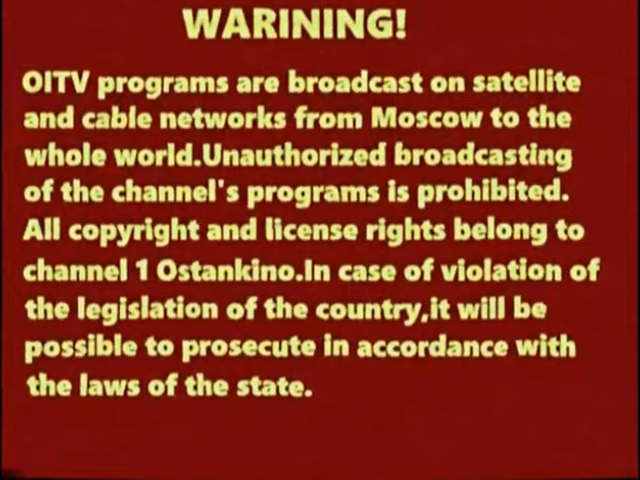 WARINING!
OITV programs are broadcast on satellite
and cable networks from Moscow to the
whole world.Unauthorized broadcasting
of the channel's programs is prohibited.
All copyright and license rights belong to
channel 1 Ostankino.In case of violation of
the legislation of the country,it will be
possible to prosecute in accordance with
the laws of the state.